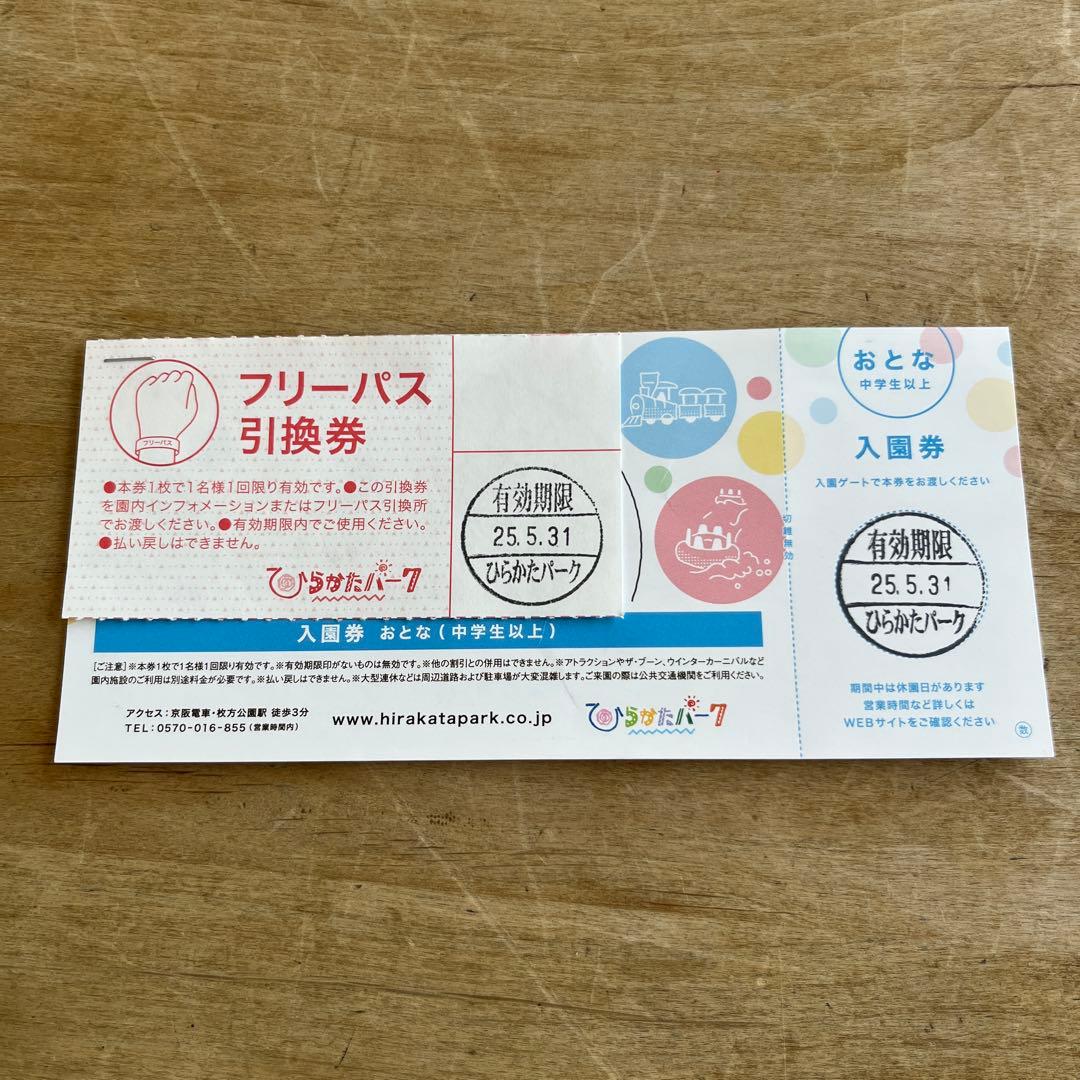 フリーパス
フリーパス
引換券
●本券1枚で1名様1回限り有効です。●この引換券
を園内インフォメーションまたはフリーパス引換所
でお渡しください。●有効期限内でご使用ください。
●払い戻しはできません。
ひらかたパーク
有効期限
25.5.31
ひらかたパーク
切離無効
おとな
中学生以上
入園券
入園ゲートで本券をお渡しください
有効期限
25.5.31
ひらかたパーク
期間中は休園日があります
営業時間など詳しくは
WEBサイトをご確認ください
数
入園券 おとな(中学生以上)
[ご注意]※本券1枚で1名様1回限り有効です。※有効期限印がないものは無効です。※他の割引との併用はできません。※アトラクションやザ・ブーン、ウインターカーニバルなど
園内施設のご利用は別途料金が必要です。※払い戻しはできません。※大型連休などは周辺道路および駐車場が大変混雑します。ご来園の際は公共交通機関をご利用ください。
アクセス:京阪電車・枚方公園駅 徒歩3分
TEL:0570-016-855(営業時間内)
www.hirakatapark.co.jp
ひらかたパーク